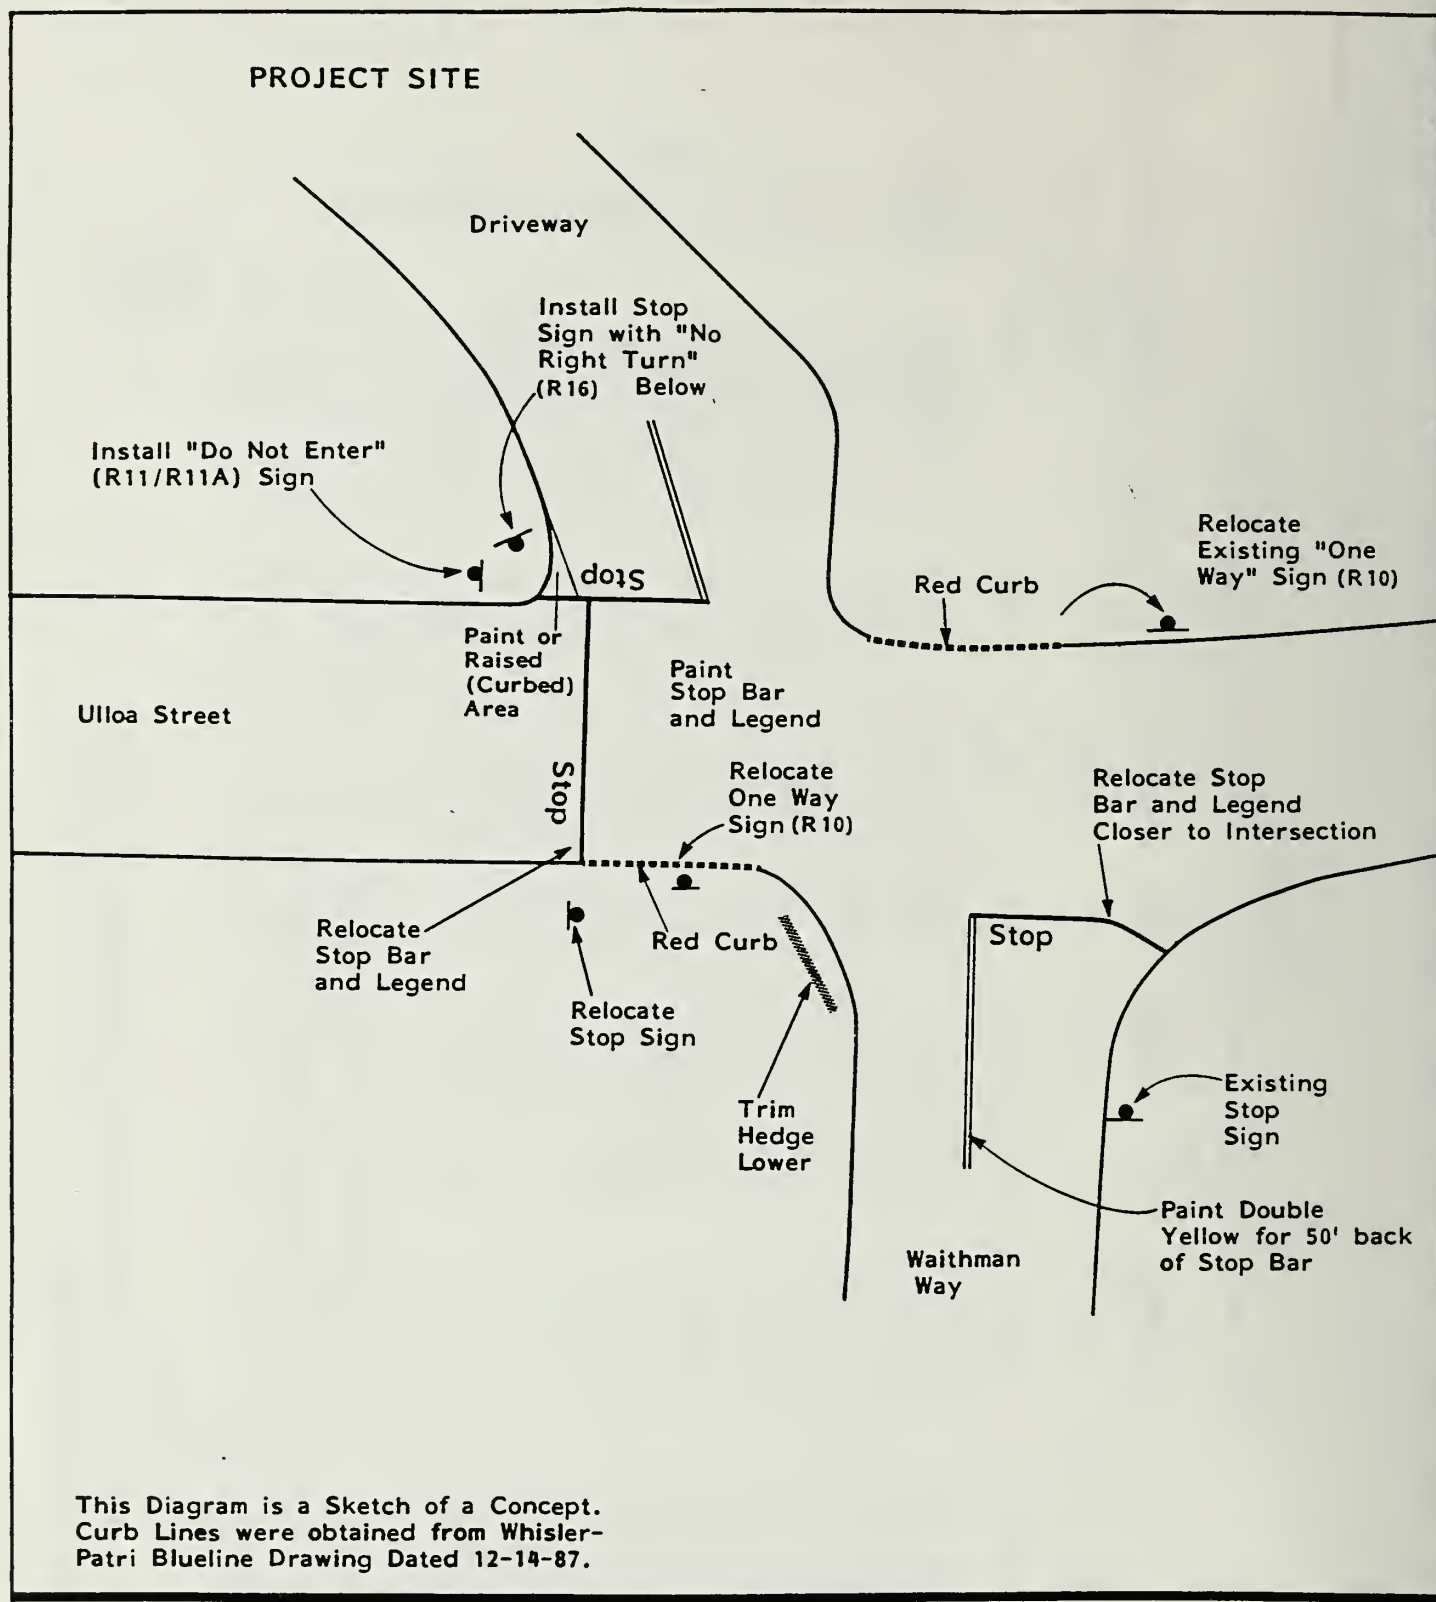 PROJECT SITE
Driveway
Install Stop
Sign with "No
Right Turn"
(R16) Below
Install "Do Not Enter"
(R11/R11A) Sign
Relocate
Existing "One
Way" Sign (R10)
Red Curb
Stop
Paint or
Raised
(Curbed)
Area
Paint
Stop Bar
and Legend
Ulloa Street
Stop
Relocate
One Way
Sign (R10)
Relocate Stop
Bar and Legend
Closer to Intersection
Relocate
Stop Bar
and Legend
Red Curb
Stop
Relocate
Stop Sign
Trim
Hedge
Lower
Existing
Stop
Sign
Paint Double
Yellow for 50' back
of Stop Bar
Waithman
Way
This Diagram is a Sketch of a Concept.
Curb Lines were obtained from Whisler-
Patri Blueline Drawing Dated 12-14-87.